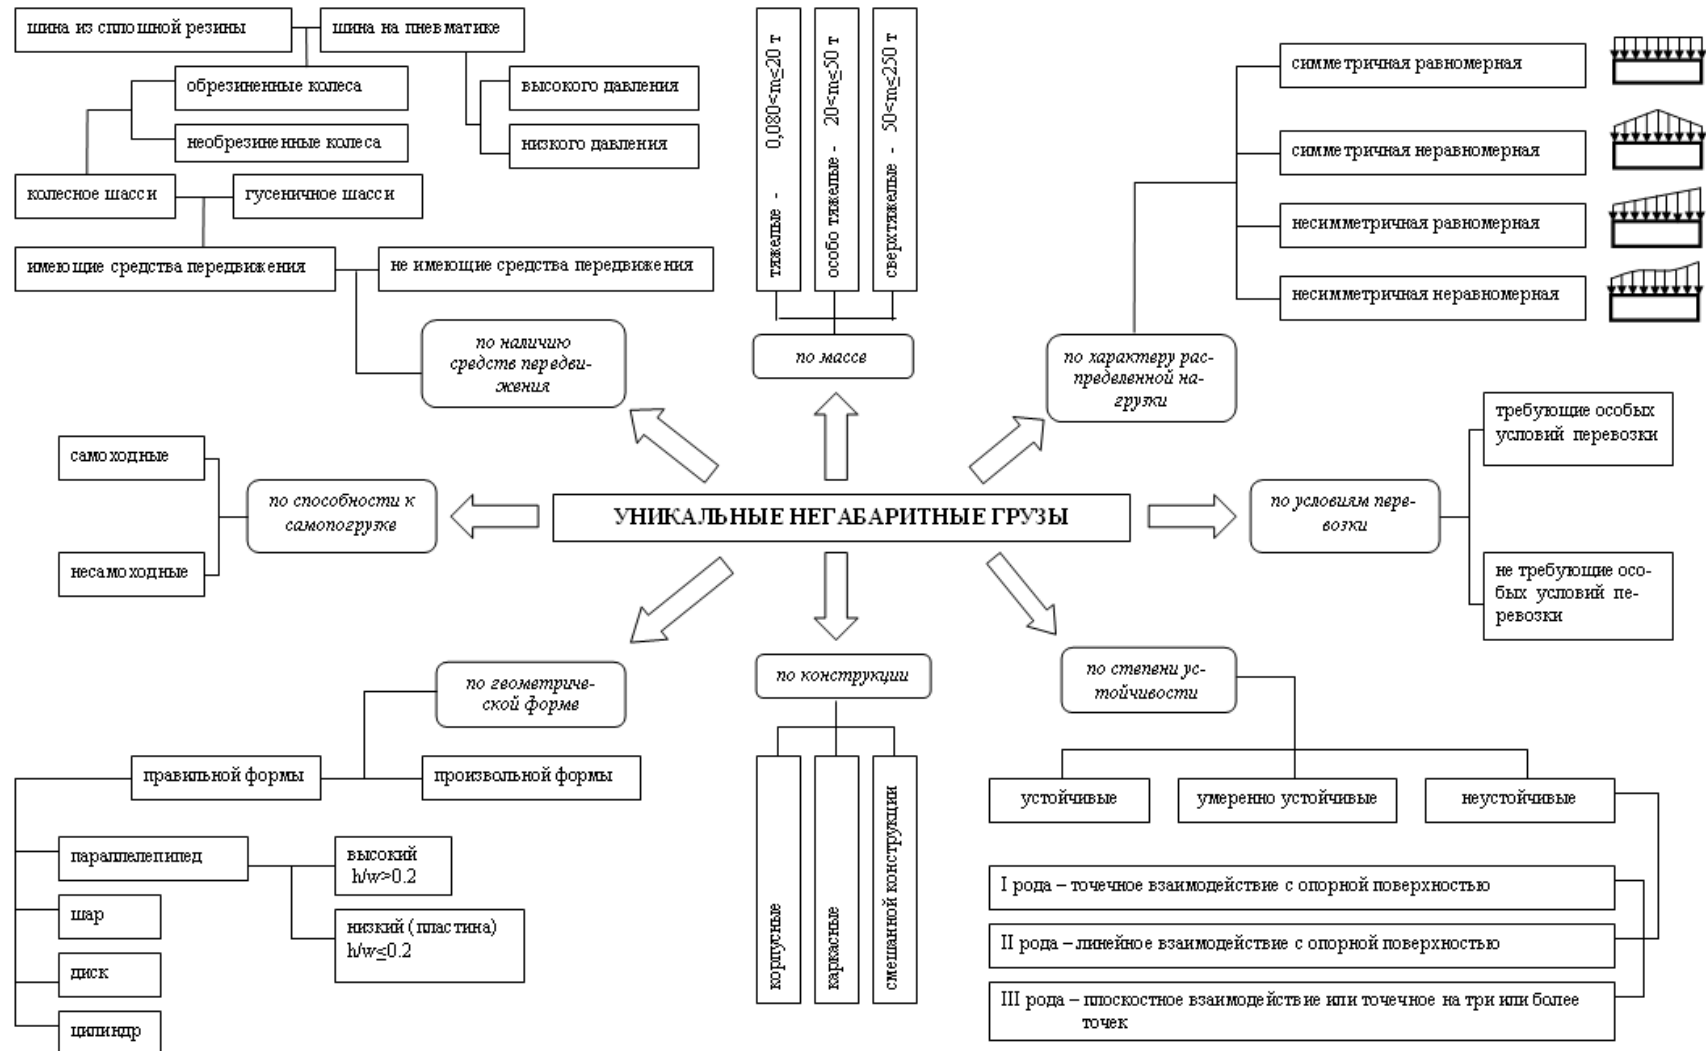 шина из сплошной резины
шина на пневматике
обрезиненные колеса
необрезиненные колеса
высокого давления
низкого давления
колесное шасси
гусеничное шасси
имеющие средства передвижения
не имеющие средства передвижения
по наличию
средств передви-
жения
тяжелые - 0,080<m≤20 т
особо тяжелые - 20<m≤50 т
сверхтяжелые - 50<m≤250 т
по массе
симметричная равномерная
симметричная неравномерная
несимметричная равномерная
несимметричная неравномерная
по характеру рас-
пределенной на-
грузки
самоходные
несамоходные
по способности к
самопогрузке
УНИКАЛЬНЫЕ НЕГАБАРИТНЫЕ ГРУЗЫ
по условиям пере-
возки
требующие особых
условий перевозки
не требующие осо-
бых условий пе-
ревозки
по геометриче-
ской форме
правильной формы
произвольной формы
параллелепипед
высокий
h/w>0.2
низкий (пластина)
h/w≤0.2
шар
диск
цилиндр
по конструкции
корпусные
каркасные
смешанной конструкции
по степени ус-
тойчивости
устойчивые
умеренно устойчивые
неустойчивые
I рода – точечное взаимодействие с опорной поверхностью
II рода – линейное взаимодействие с опорной поверхностью
III рода – плоскостное взаимодействие или точечное на три или более
точек